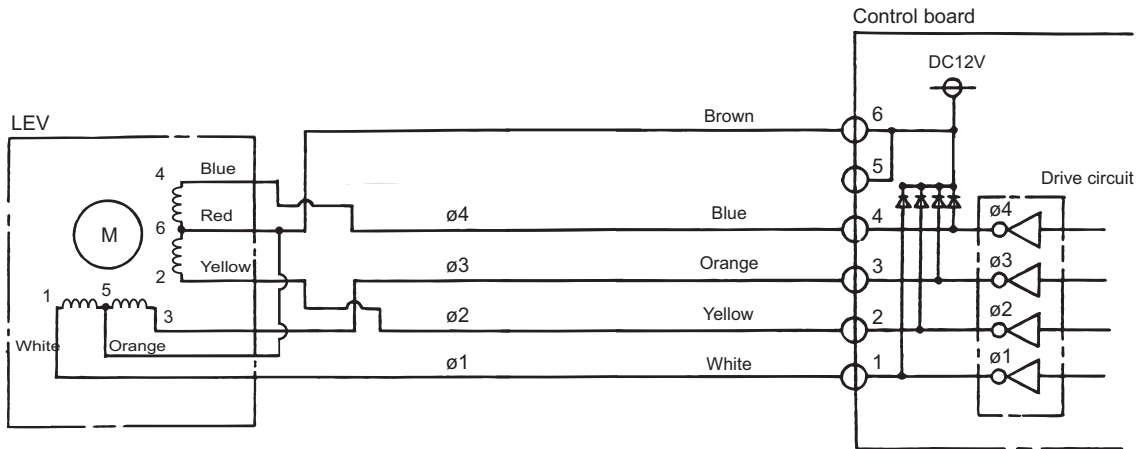 Control board
DC12V
LEV
Brown
6
5
Drive circuit
4
Blue
ø4
Blue
4
ø4
6
Red
M
ø3
Orange
3
ø3
2
Yellow
ø2
Yellow
2
ø2
1
5
3
White
Orange
ø1
White
1
ø1